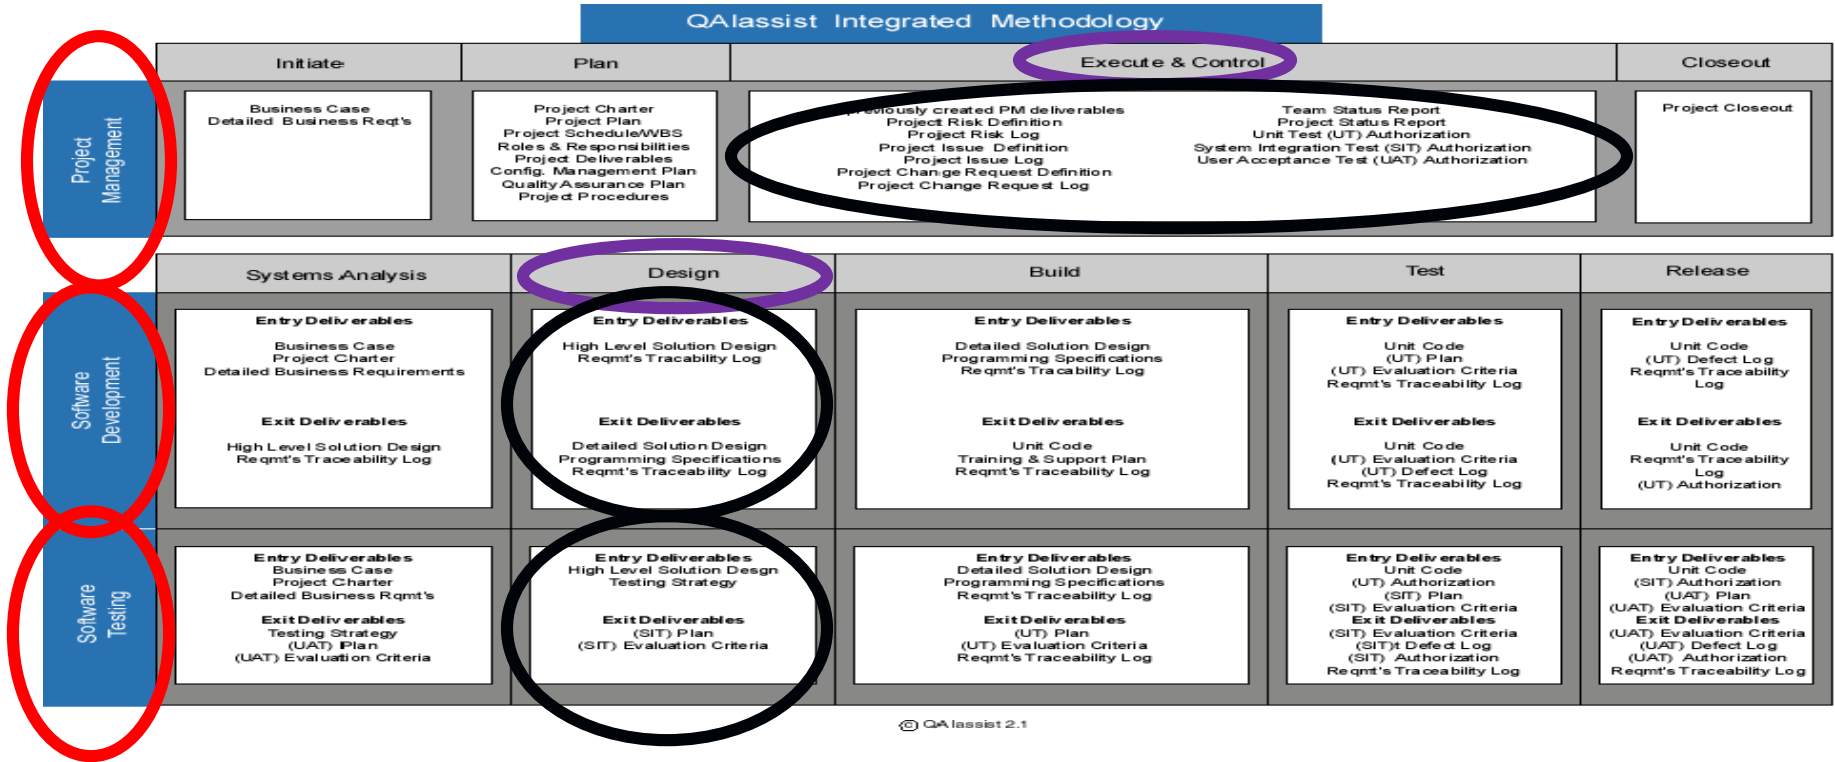 QAIassist Integrated Methodology
Initiate
Plan
Execute & Control
Closeout
Project
Management
Business Case
Detailed Business Reqt's
Project Charter
Project Plan
Project Schedule/WBS
Roles & Responsibilities
Project Deliverables
Config. Management Plan
Quality Assurance Plan
Project Procedures
created PM deliverables
Project Risk Definition
Project Risk Log
Project Issue Definition
Project Issue Log
Project Change Request Definition
Project Change Request Log
Team Status Report
Project Status Report
Unit Test (UT) Authorization
System Integration Test (SIT) Authorization
User Acceptance Test (UAT) Authorization
Project Closeout
Systems Analysis
Design
Build
Test
Release
Software
Development
Entry Deliverables
Business Case
Project Charter
Detailed Business Requirements
Exit Deliverables
High Level Solution Design
Reqmt's Traceability Log
Entry Deliverables
High Level Solution Design
Reqmt's Tracability Log
Exit Deliverables
Detailed Solution Design
Programming Specifications
Reqmt's Traceability Log
Entry Deliverables
Detailed Solution Design
Programming Specifications
Reqmt's Tracability Log
Exit Deliverables
Unit Code
Training & Support Plan
Reqmt's Traceability Log
Entry Deliverables
Unit Code
(UT) Plan
(UT) Evaluation Criteria
Reqmt's Traceability Log
Exit Deliverables
Unit Code
(UT) Evaluation Criteria
(UT) Defect Log
Reqmt's Traceability Log
Entry Deliverables
Unit Code
(UT) Defect Log
Reqmt's Traceability
Log
Exit Deliverables
Unit Code
Reqmt's Traceability
Log
(UT) Authorization
Software
Testing
Entry Deliverables
Business Case
Project Charter
Detailed Business Rqmt's
Exit Deliverables
Testing Strategy
(UAT) Plan
(UAT) Evaluation Criteria
Entry Deliverables
High Level Solution Desgn
Testing Strategy
Exit Deliverables
(SIT) Plan
(SIT) Evaluation Criteria
Entry Deliverables
Detailed Solution Design
Programming Specifications
Reqmt's Traceability Log
Exit Deliverables
(UT) Plan
(UT) Evaluation Criteria
Reqmt's Traceability Log
Entry Deliverables
Unit Code
(UT) Authorization
(SIT) Plan
(SIT) Evaluation Criteria
Exit Deliverables
(SIT) Evaluation Criteria
(SIT)t Defect Log
(SIT) Authorization
Reqmt's Traceability Log
Entry Deliverables
Unit Code
(SIT) Authorization
(UAT) Plan
(UAT) Evaluation Criteria
Exit Deliverables
(UAT) Evaluation Criteria
(UAT) Defect Log
(UAT) Authorization
Reqmt's Traceability Log
© QAIassist 2.1